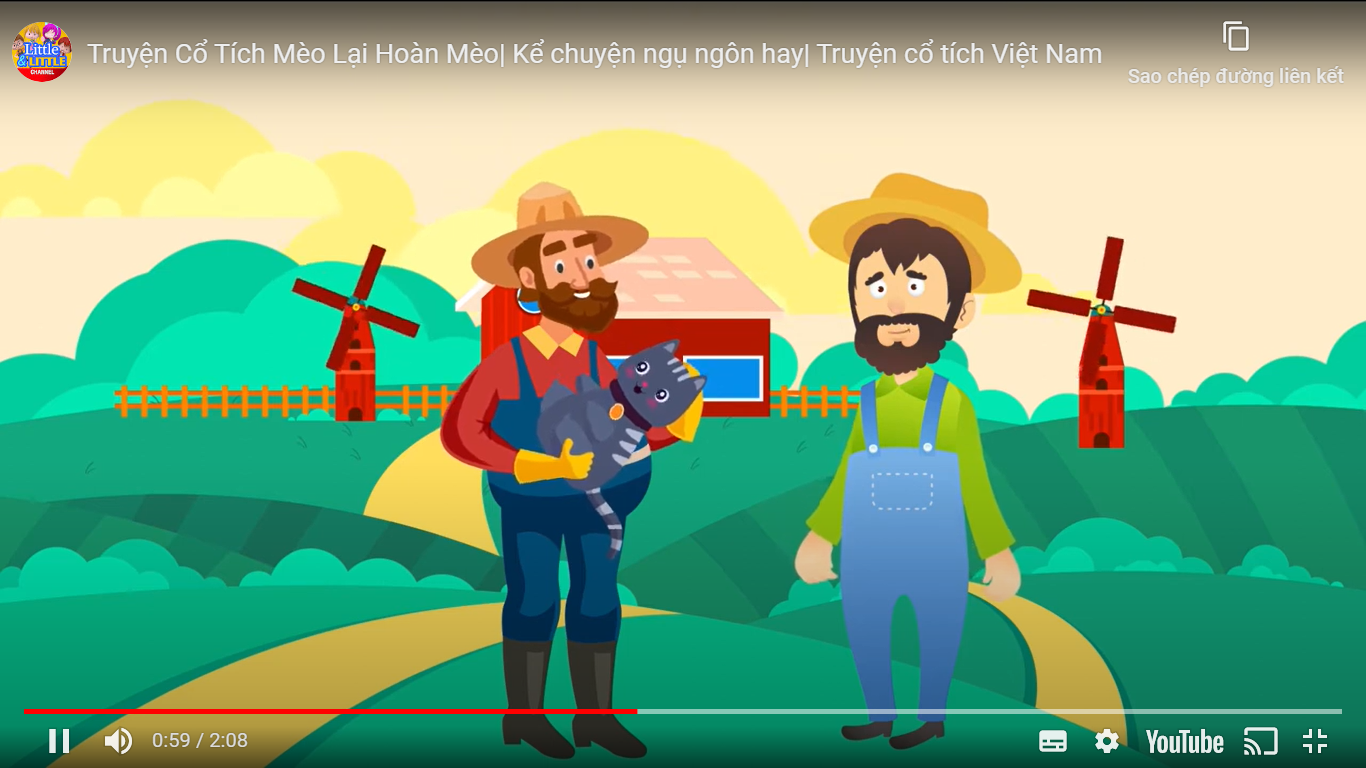 Little
& LITTLE
CHANNEL
Truyện Cổ Tích Mèo Lại Hoàn Mèo| Kể chuyện ngụ ngôn hay| Truyện cổ tích Việt Nam
Sao chép đường liên kết
0:59 / 2:08
YouTube